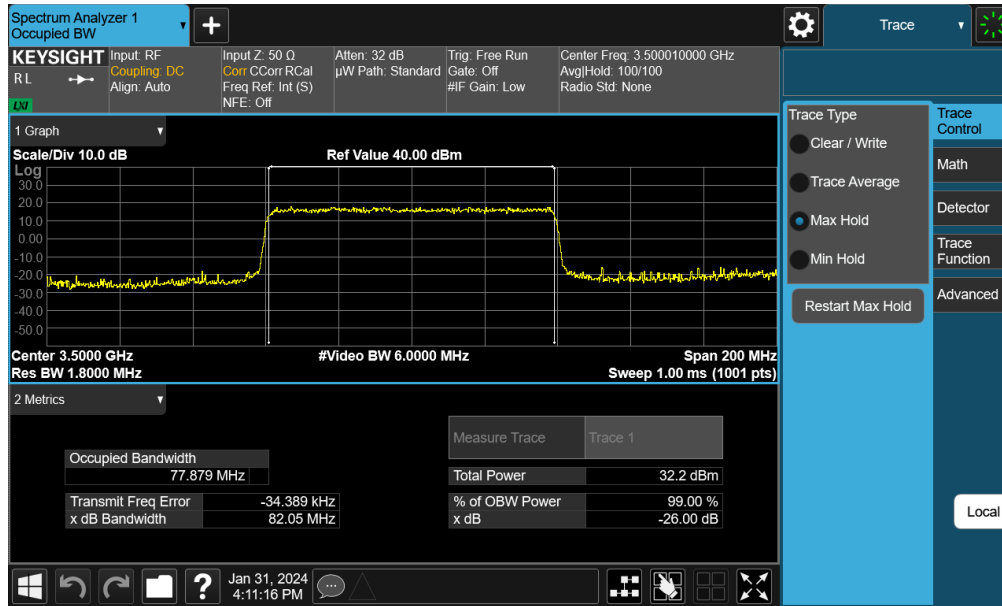 Spectrum Analyzer 1
Occupied BW
+
Trace
KEYSIGHT
R L
LXI
Input: RF
Coupling: DC
Align: Auto
Input Z: 50 Ω
Corr CCorr RCal
Freq Ref: Int (S)
NFE: Off
Atten: 32 dB
µW Path: Standard
Trig: Free Run
Gate: Off
#IF Gain: Low
Center Freq: 3.500010000 GHz
Avg|Hold: 100/100
Radio Std: None
1 Graph
Scale/Div 10.0 dB
Ref Value 40.00 dBm
Log
30.0
20.0
10.0
0.00
-10.0
-20.0
-30.0
-40.0
-50.0
Center 3.5000 GHz
#Video BW 6.0000 MHz
Span 200 MHz
Res BW 1.8000 MHz
Sweep 1.00 ms (1001 pts)
2 Metrics
Measure Trace
Trace 1
Occupied Bandwidth
77.879 MHz
Total Power
32.2 dBm
Transmit Freq Error
-34.389 kHz
% of OBW Power
99.00 %
x dB Bandwidth
82.05 MHz
x dB
-26.00 dB
Trace Type
Clear / Write
Trace Average
Max Hold
Min Hold
Restart Max Hold
Trace
Control
Math
Detector
Trace
Function
Advanced
Local
?
Jan 31, 2024
4:11:16 PM